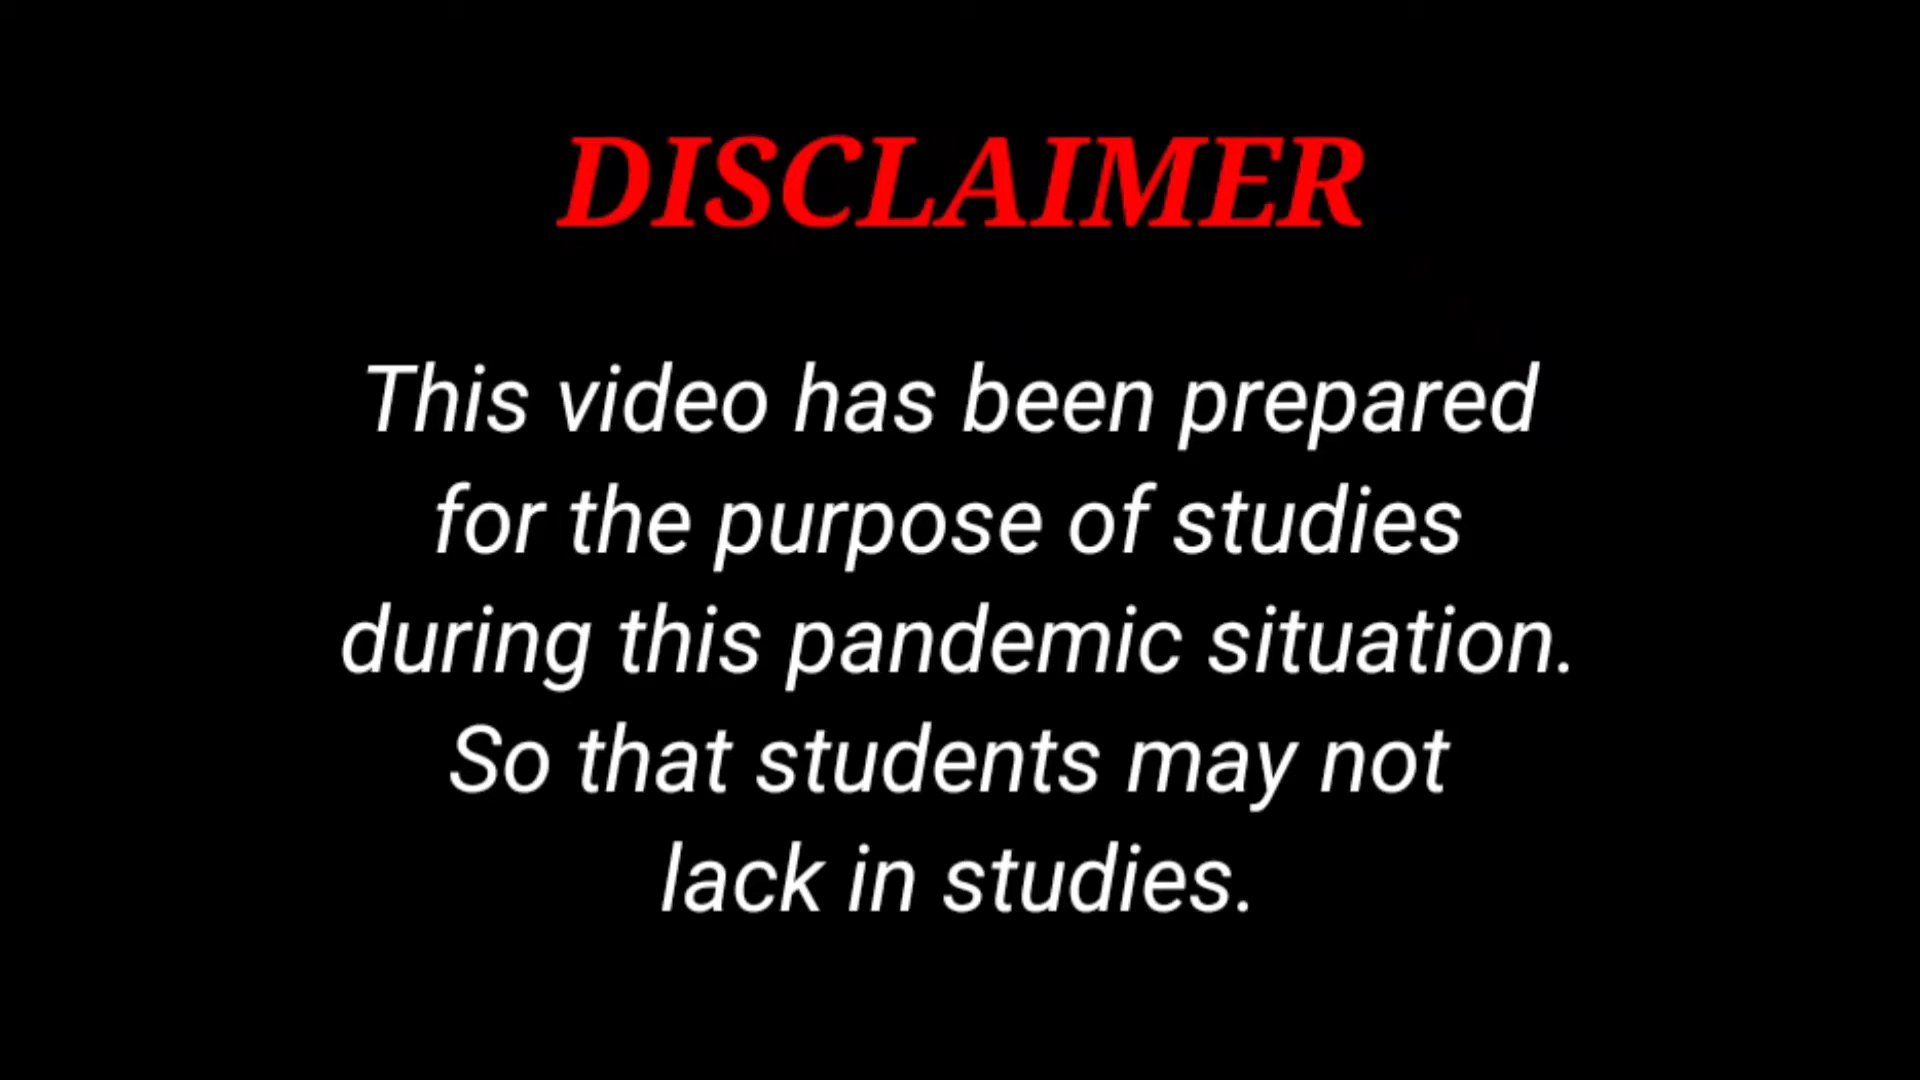 DISCLAIMER
This video has been prepared
for the purpose of studies
during this pandemic situation.
So that students may not
lack in studies.